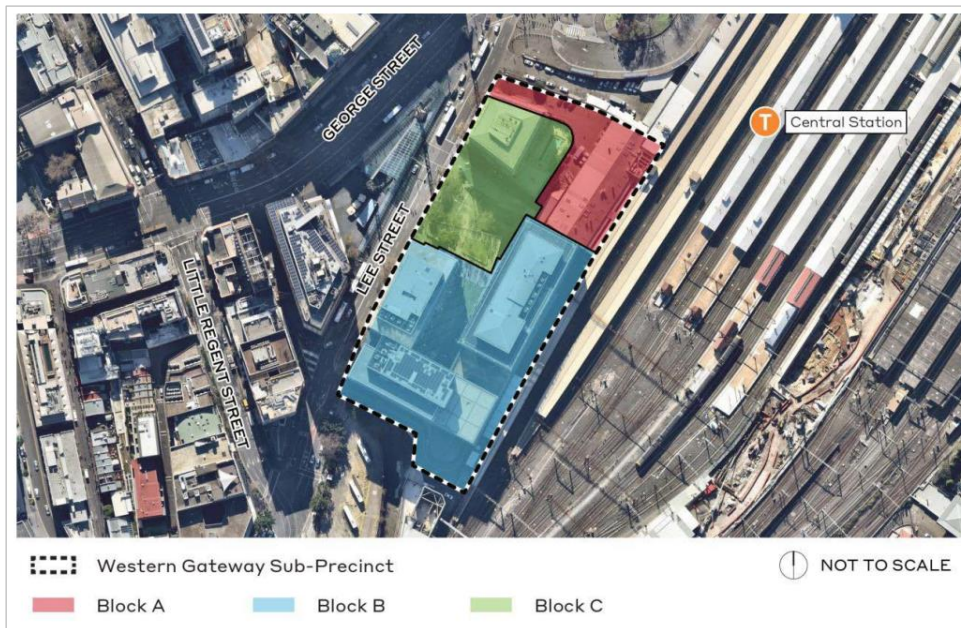 GEORGE STREET
T
Central Station
LEE STREET
LITTLE REGENT STREET
Western Gateway Sub-Precinct
NOT TO SCALE
Block A
Block B
Block C